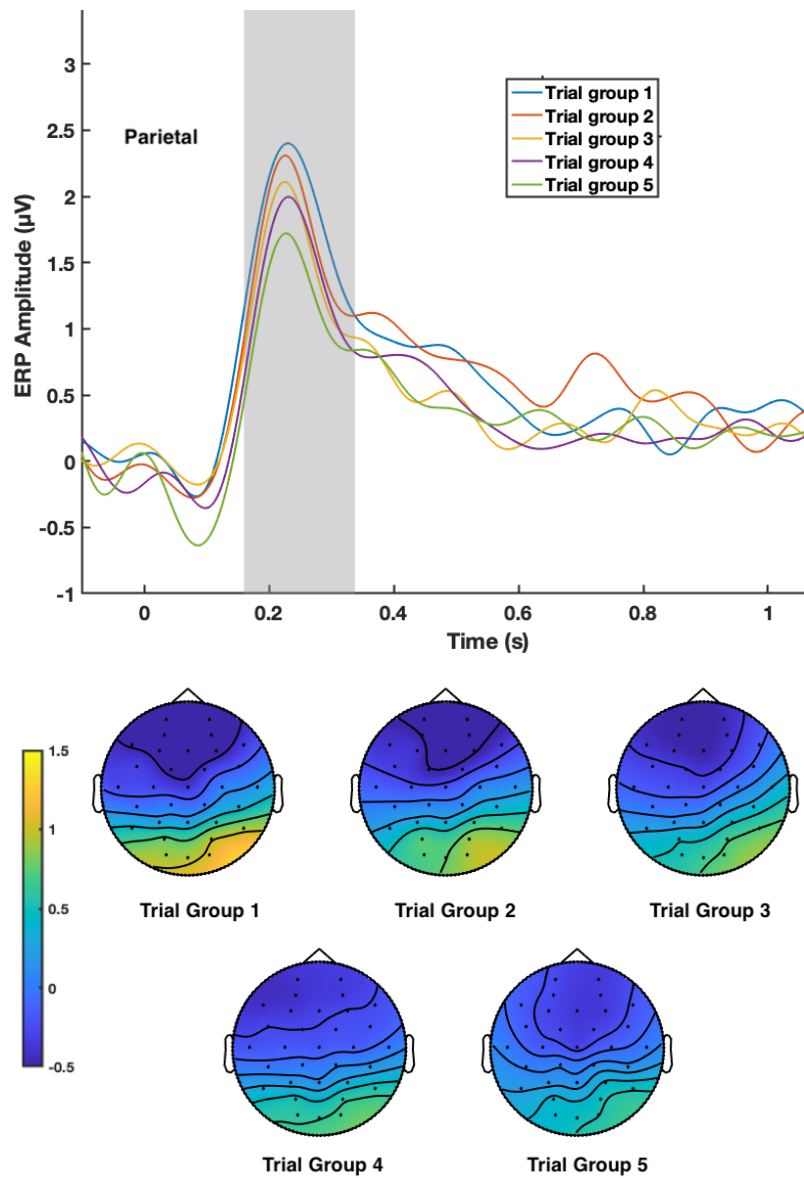 3
2.5
2
1.5
1
0.5
0
-0.5
-1
ERP Amplitude (µV)
Parietal
Trial group 1
Trial group 2
Trial group 3
Trial group 4
Trial group 5
0 0.2 0.4 0.6 0.8 1
Time (s)
1.5
1
0.5
0
-0.5
Trial Group 1 Trial Group 2 Trial Group 3
Trial Group 4 Trial Group 5